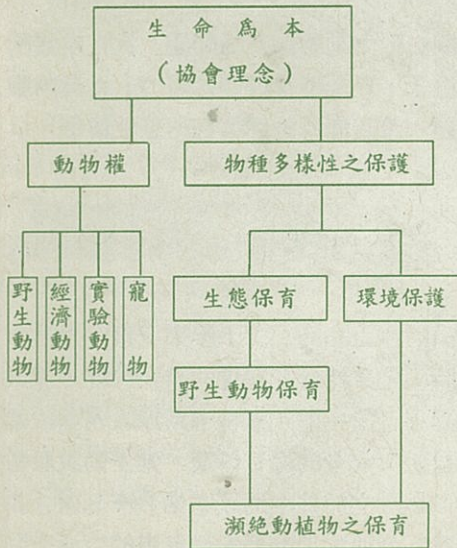 生命為本
(協會理念)
動物權
物種多樣性之保護
野生動物
經濟動物
實驗動物
寵物
生態保育
環境保護
野生動物保育
瀕絕動植物之保育